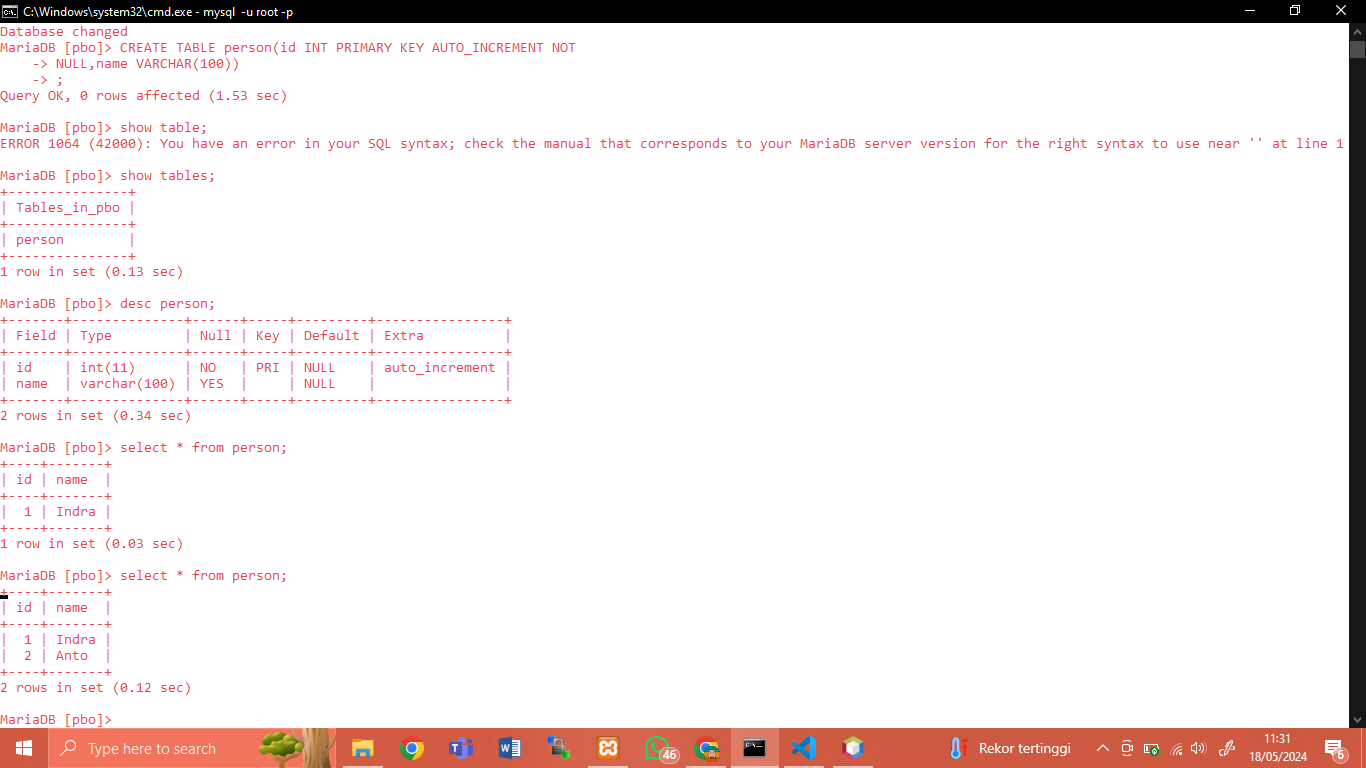 C:\Windows\system32\cmd.exe - mysql  -u root -p
Database changed
MariaDB [pbo]> CREATE TABLE person(id INT PRIMARY KEY AUTO_INCREMENT NOT
    -> NULL,name VARCHAR(100))
    -> ;
Query OK, 0 rows affected (1.53 sec)
MariaDB [pbo]> show table;
ERROR 1064 (42000): You have an error in your SQL syntax; check the manual that corresponds to your MariaDB server version for the right syntax to use near '' at line 1
MariaDB [pbo]> show tables;
+---------------+
| Tables_in_pbo |
+---------------+
| person        |
+---------------+
1 row in set (0.13 sec)
MariaDB [pbo]> desc person;
+-------+--------------+------+-----+---------+----------------+
| Field | Type         | Null | Key | Default | Extra          |
+-------+--------------+------+-----+---------+----------------+
| id    | int(11)      | NO   | PRI | NULL    | auto_increment |
| name  | varchar(100) | YES  |     | NULL    |                |
+-------+--------------+------+-----+---------+----------------+
2 rows in set (0.34 sec)
MariaDB [pbo]> select * from person;
+----+-------+
| id | name  |
+----+-------+
|  1 | Indra |
+----+-------+
1 row in set (0.03 sec)
MariaDB [pbo]> select * from person;
+----+-------+
| id | name  |
+----+-------+
|  1 | Indra |
|  2 | Anto  |
+----+-------+
2 rows in set (0.12 sec)
MariaDB [pbo]>
Type here to search
46
Rekor tertinggi
11:31
18/05/2024
6